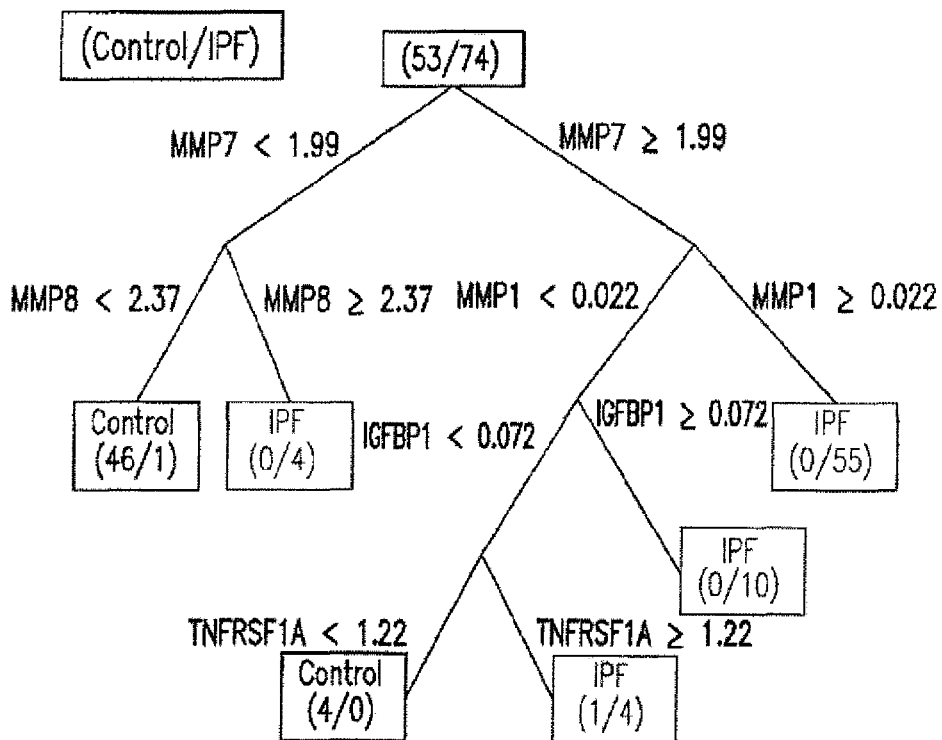 (Control/IPF)
(53/74)
MMP7 < 1.99
MMP7 ≥ 1.99
MMP8 < 2.37
MMP8 ≥ 2.37
MMP1 < 0.022
MMP1 ≥ 0.022
Control
(46/1)
IPF
(0/4)
IGFBP1 < 0.072
IGFBP1 ≥ 0.072
IPF
(0/55)
IPF
(0/10)
TNFRSF1A < 1.22
TNFRSF1A ≥ 1.22
Control
(4/0)
IPF
(1/4)